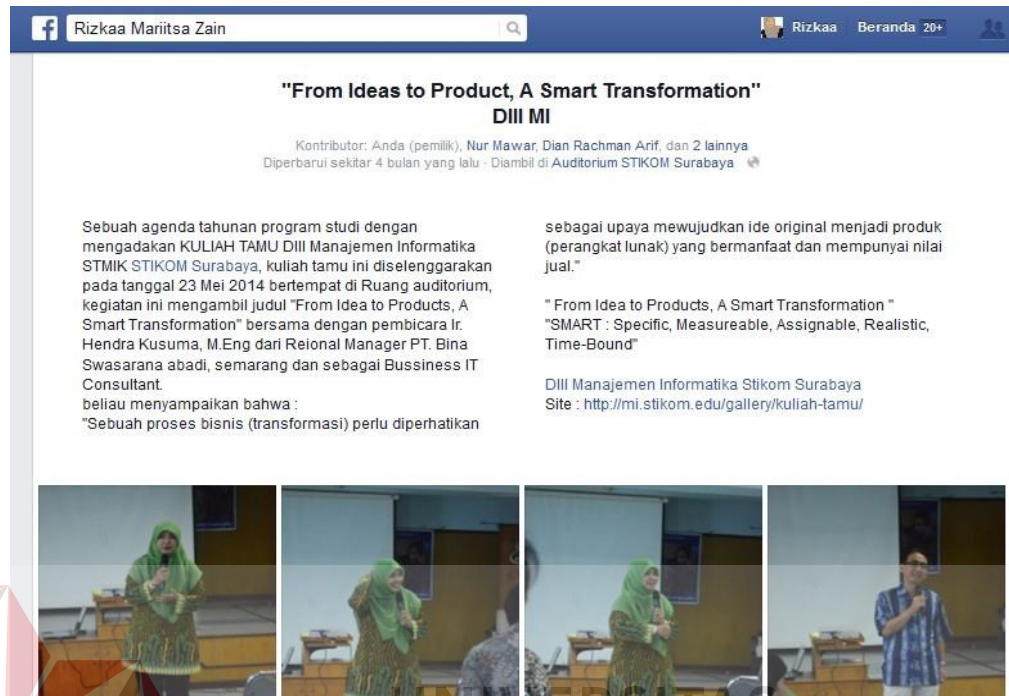 Rizkaa Mariitsa Zain
Rizkaa Beranda 20+
"From Ideas to Product, A Smart Transformation"
DIII MI
Kontributor: Anda (pemilik), Nur Mawar, Dian Rachman Arif, dan 2 lainnya
Diperbarui sekitar 4 bulan yang lalu · Diambil di Auditorium STIKOM Surabaya
Sebuah agenda tahunan program studi dengan
mengadakan KULIAH TAMU DIII Manajemen Informatika
STMIK STIKOM Surabaya, kuliah tamu ini diselenggarakan
pada tanggal 23 Mei 2014 bertempat di Ruang auditorium,
kegiatan ini mengambil judul "From Idea to Products, A
Smart Transformation" bersama dengan pembicara Ir.
Hendra Kusuma, M.Eng dari Reional Manager PT. Bina
Swasarana abadi, semarang dan sebagai Bussiness IT
Consultant.
beliau menyampaikan bahwa :
"Sebuah proses bisnis (transformasi) perlu diperhatikan
sebagai upaya mewujudkan ide original menjadi produk
(perangkat lunak) yang bermanfaat dan mempunyai nilai
jual."
" From Idea to Products, A Smart Transformation "
"SMART : Specific, Measureable, Assignable, Realistic,
Time-Bound"
DIII Manajemen Informatika Stikom Surabaya
Site : http://mi.stikom.edu/gallery/kuliah-tamu/